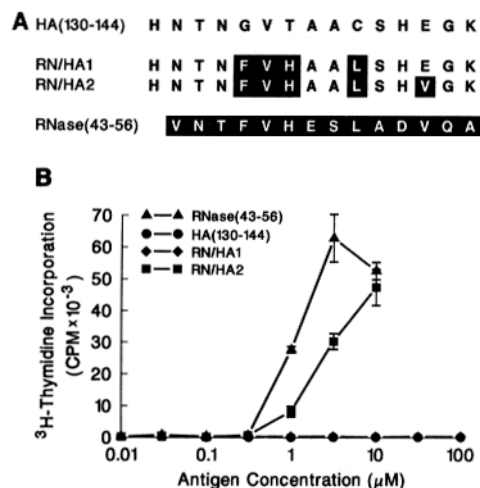 A
HA(130-144) H N T N G V T A A C S H E G K
RN/HA1 H N T N F V H A A L S H E G K
RN/HA2 H N T N F V H A A L S H V G K
RNase(43-56) V N T F V H E S L A D V Q A
B
RNase(43-56)
HA(130-144)
RN/HA1
RN/HA2
³H-Thymidine Incorporation
(CPM×10⁻³)
70
60
50
40
30
20
10
0
0.01 0.1 1 10 100
Antigen Concentration (μM)